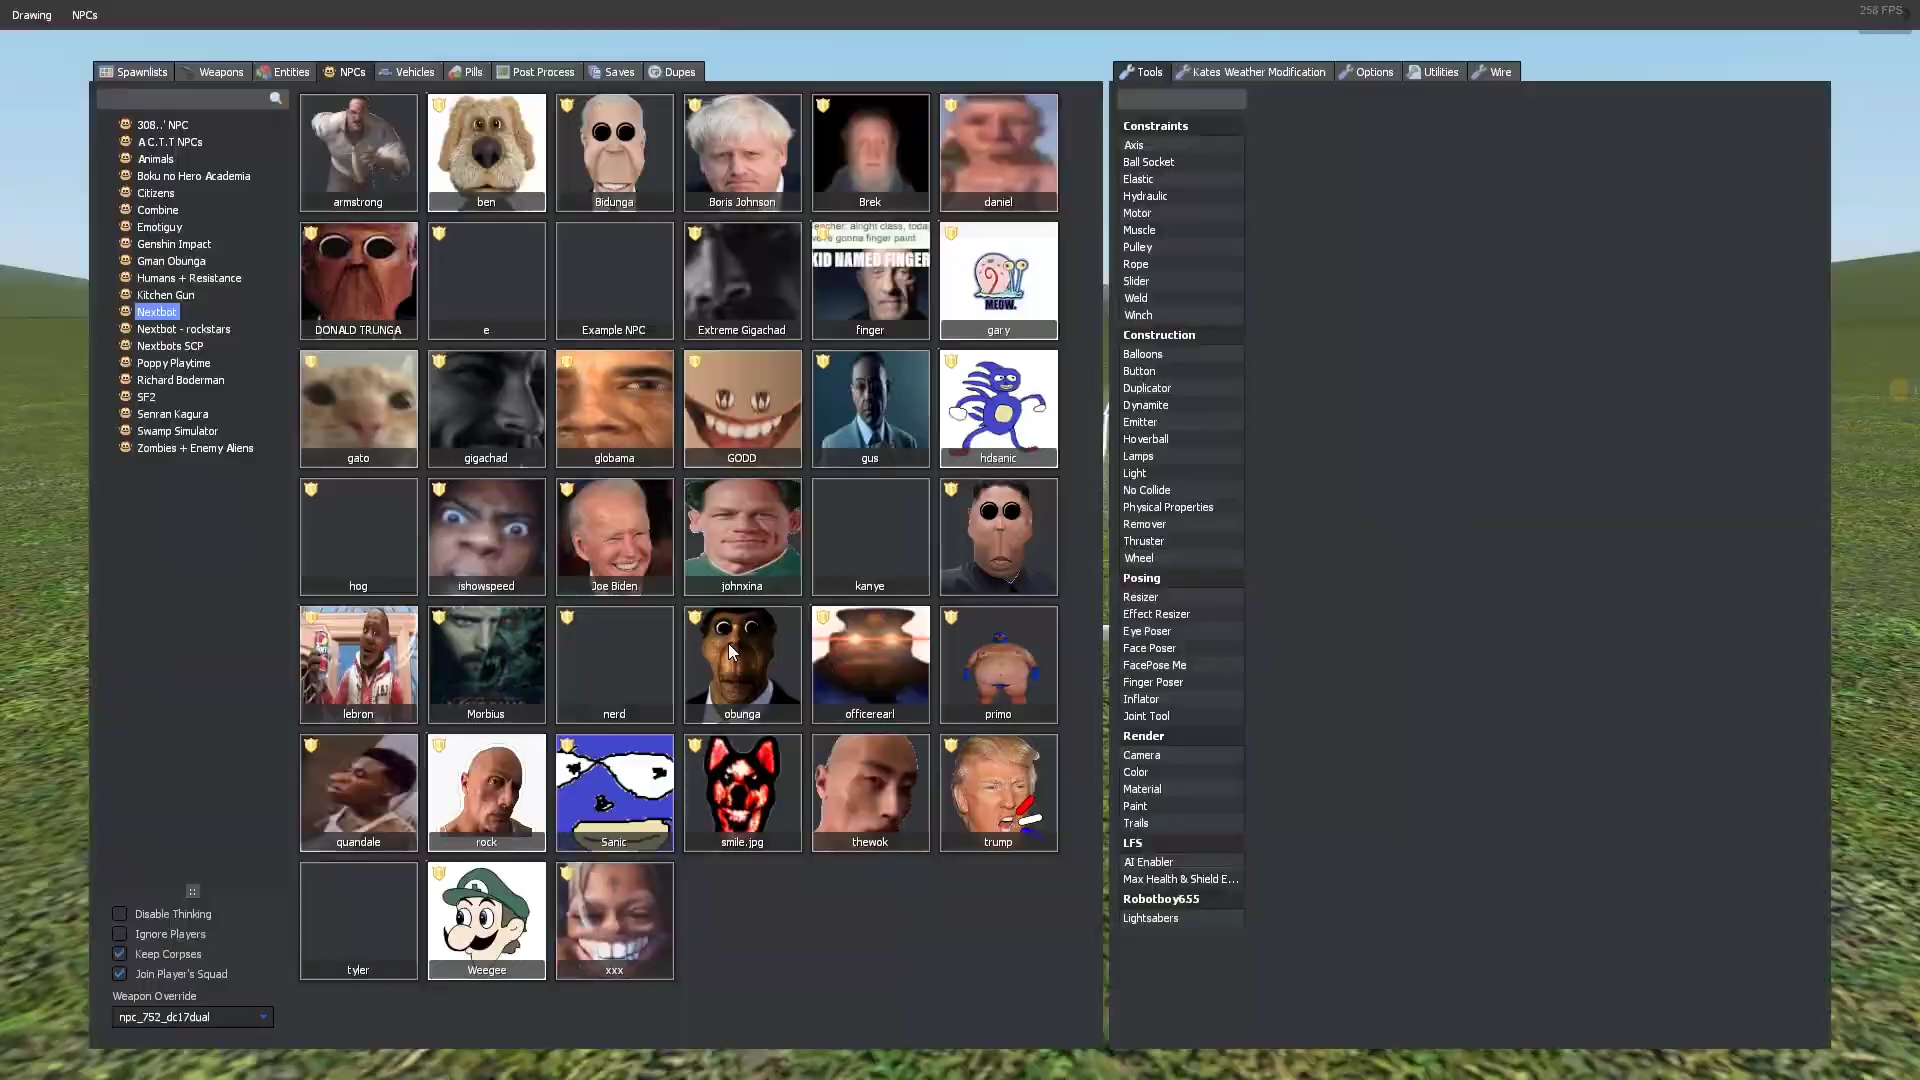 Drawing NPCs
258 FPS
Spawnlists Weapons Entities NPCs Vehicles Pills Post Process Saves Dupes
Tools Kates Weather Modification Options Utilities Wire
308..' NPC
A.C.T.T NPCs
Animals
Boku no Hero Academia
Citizens
Combine
Emotiguy
Genshin Impact
Gman Obunga
Humans + Resistance
Kitchen Gun
Nextbot
Nextbot - rockstars
Nextbots SCP
Poppy Playtime
Richard Boderman
SF2
Senran Kagura
Swamp Simulator
Zombies + Enemy Aliens
Disable Thinking
Ignore Players
Keep Corpses
Join Player's Squad
Weapon Override
npc_752_dc17dual
armstrong ben Bidunga Boris Johnson Brek daniel
we're gonna finger paint
KID NAMED FINGER
MEOW.
DONALD TRUNGA e Example NPC Extreme Gigachad finger gary
gato gigachad globama GODD gus hdsanic
hog ishowspeed Joe Biden johnxina kanye
lebron Morbius nerd obunga officerearl primo
quandale rock Sanic smile.jpg thewok trump
tyler Weegee xxx
Constraints
Axis
Ball Socket
Elastic
Hydraulic
Motor
Muscle
Pulley
Rope
Slider
Weld
Winch
Construction
Balloons
Button
Duplicator
Dynamite
Emitter
Hoverball
Lamps
Light
No Collide
Physical Properties
Remover
Thruster
Wheel
Posing
Resizer
Effect Resizer
Eye Poser
Face Poser
FacePose Me
Finger Poser
Inflator
Joint Tool
Render
Camera
Color
Material
Paint
Trails
LFS
AI Enabler
Max Health & Shield E...
Robotboy655
Lightsabers